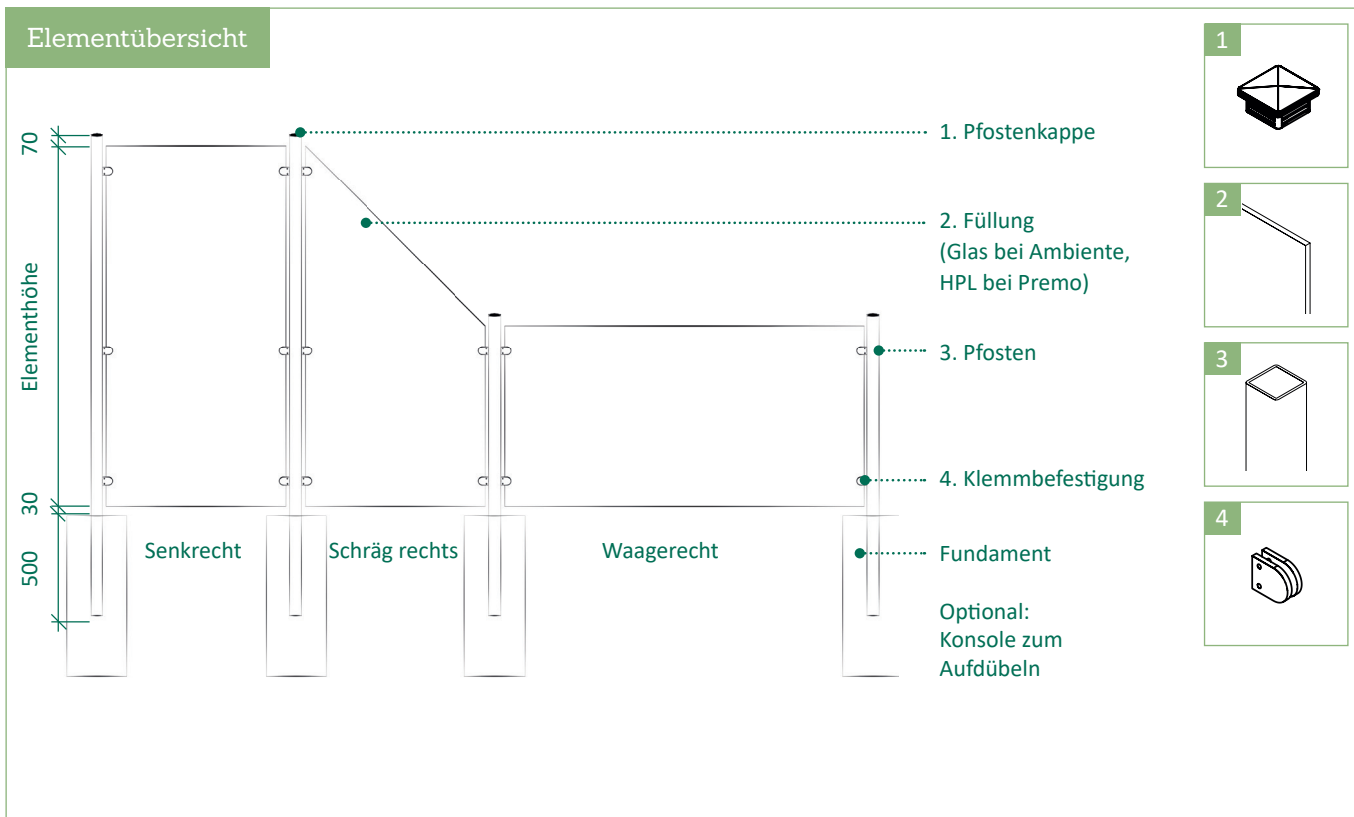 Elementübersicht
70
Elementhöhe
30
500
1. Pfostenkappe
2. Füllung
(Glas bei Ambiente,
HPL bei Premo)
3. Pfosten
4. Klemmbefestigung
Senkrecht
Schräg rechts
Waagerecht
Fundament
Optional:
Konsole zum
Aufdübeln
1
2
3
4